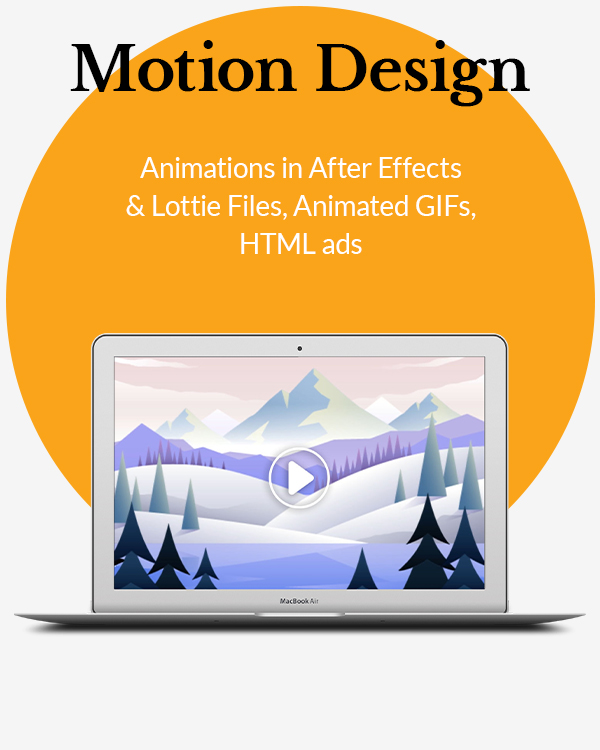 Motion Design
Animations in After Effects
& Lottie Files, Animated GIFs,
HTML ads
MacBook Air